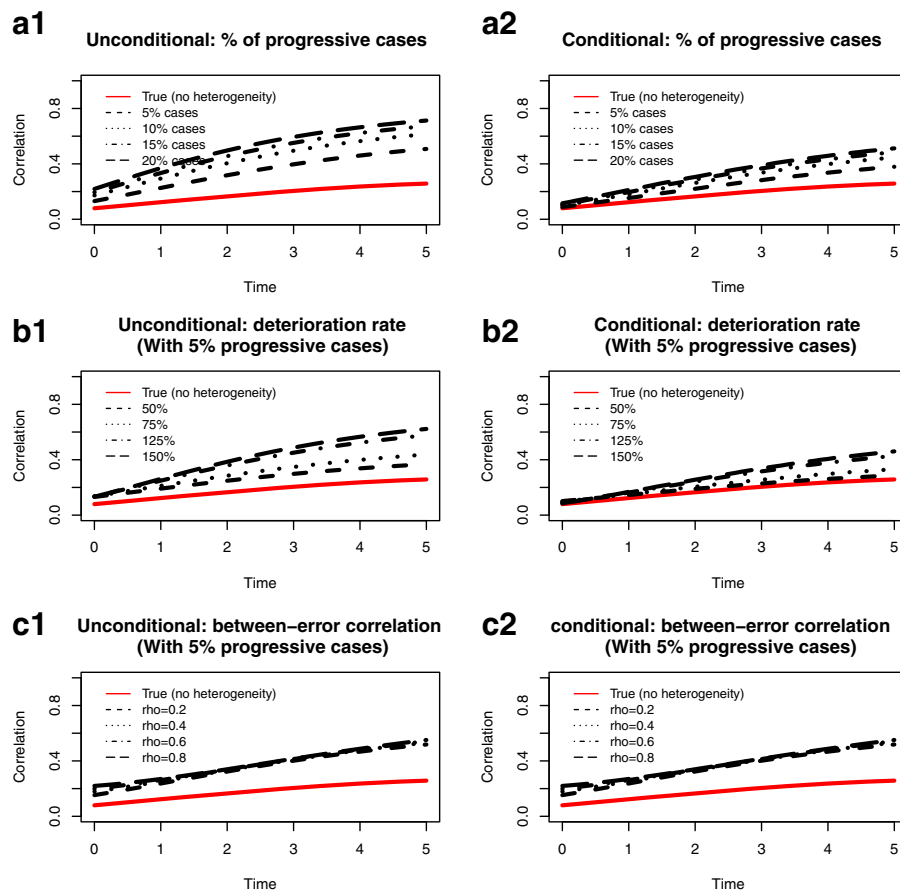 a1
Unconditional: % of progressive cases
Correlation
0.0 0.4 0.8
True (no heterogeneity)
5% cases
10% cases
15% cases
20% cases
0 1 2 3 4 5
Time
a2
Conditional: % of progressive cases
Correlation
0.0 0.4 0.8
True (no heterogeneity)
5% cases
10% cases
15% cases
20% cases
0 1 2 3 4 5
Time
b1
Unconditional: deterioration rate
(With 5% progressive cases)
Correlation
0.0 0.4 0.8
True (no heterogeneity)
50%
75%
125%
150%
0 1 2 3 4 5
Time
b2
Conditional: deterioration rate
(With 5% progressive cases)
Correlation
0.0 0.4 0.8
True (no heterogeneity)
50%
75%
125%
150%
0 1 2 3 4 5
Time
c1
Unconditional: between−error correlation
(With 5% progressive cases)
Correlation
0.0 0.4 0.8
True (no heterogeneity)
rho=0.2
rho=0.4
rho=0.6
rho=0.8
0 1 2 3 4 5
Time
c2
conditional: between−error correlation
(With 5% progressive cases)
Correlation
0.0 0.4 0.8
True (no heterogeneity)
rho=0.2
rho=0.4
rho=0.6
rho=0.8
0 1 2 3 4 5
Time